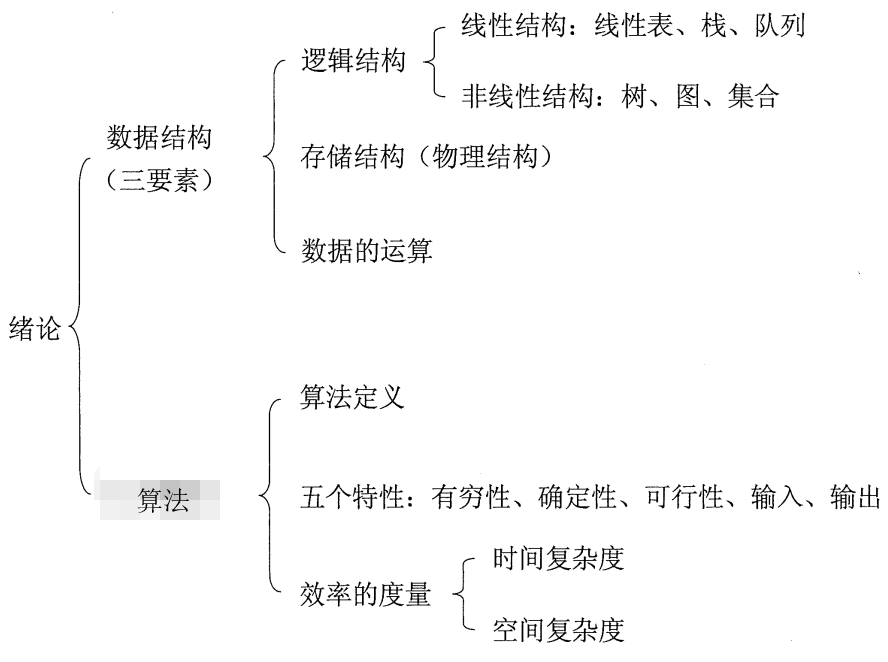 线性结构：线性表、栈、队列
逻辑结构
非线性结构：树、图、集合
数据结构
（三要素）
存储结构（物理结构）
数据的运算
绪论
算法定义
算法
五个特性：有穷性、确定性、可行性、输入、输出
时间复杂度
效率的度量
空间复杂度